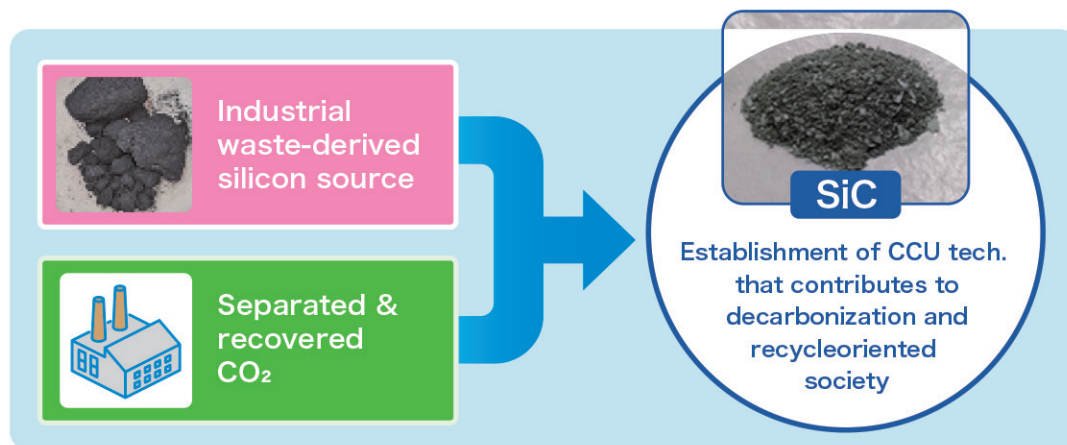 Industrial
waste-derived
silicon source
Separated &
recovered
CO₂
SiC
Establishment of CCU tech.
that contributes to
decarbonization and
recycleoriented
society